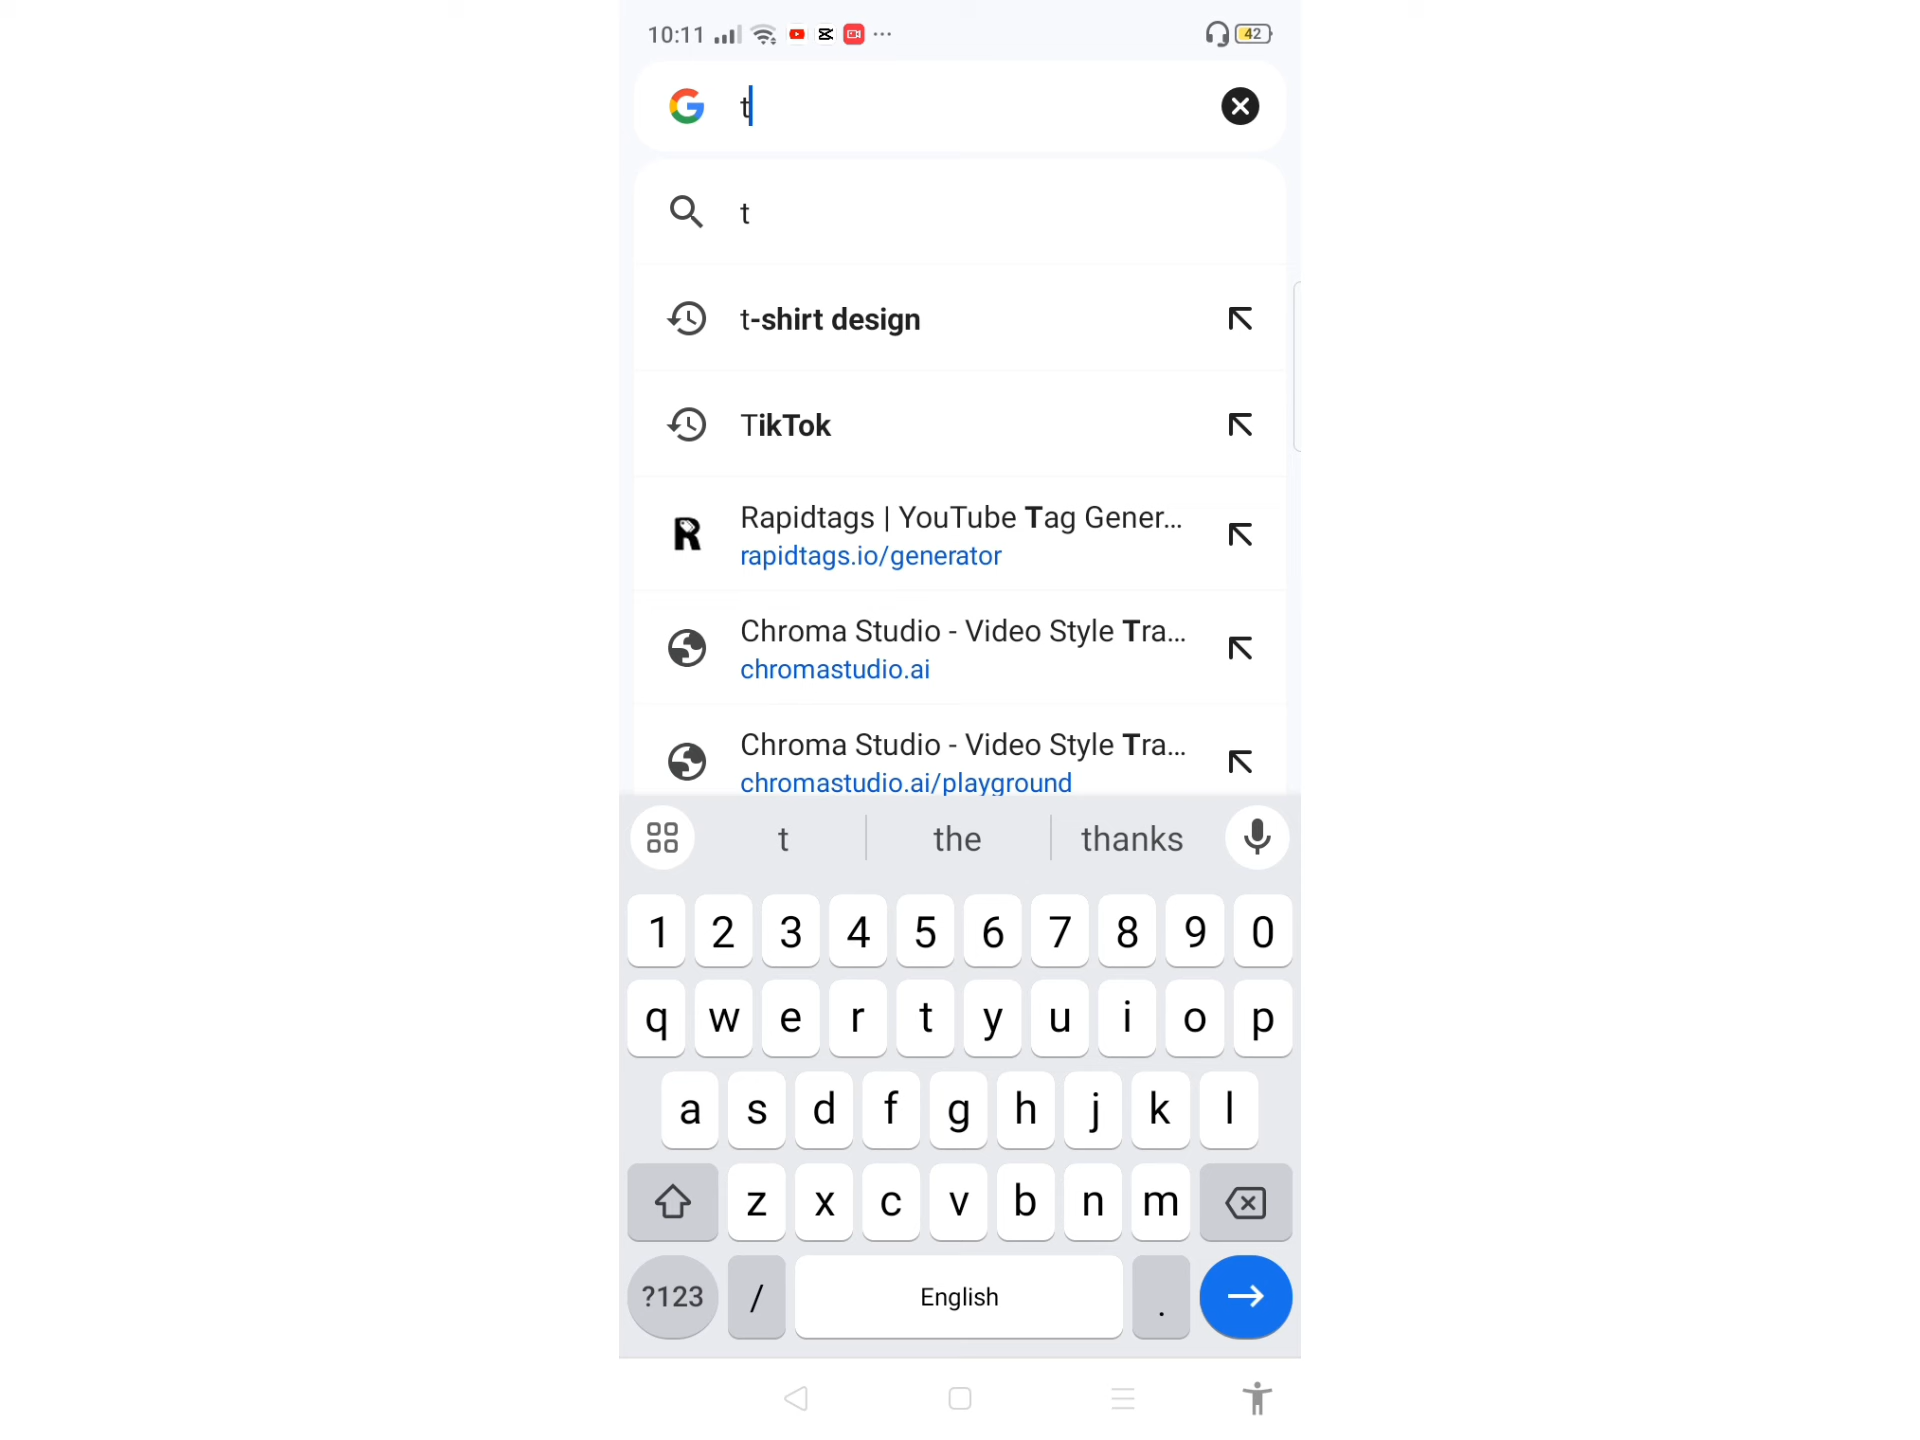 10:11
42
t
t
t-shirt design
TikTok
Rapidtags | YouTube Tag Gener...
rapidtags.io/generator
Chroma Studio - Video Style Tra...
chromastudio.ai
Chroma Studio - Video Style Tra...
chromastudio.ai/playground
t the thanks
1 2 3 4 5 6 7 8 9 0
q w e r t y u i o p
a s d f g h j k l
z x c v b n m
?123 / English .